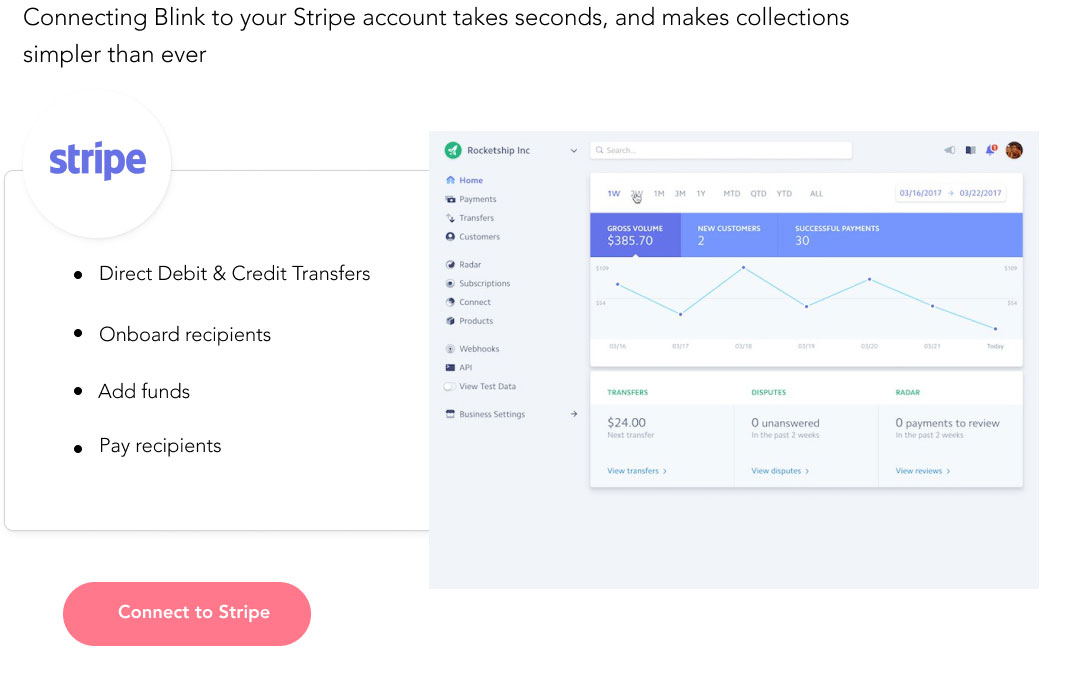 Connecting Blink to your Stripe account takes seconds, and makes collections
simpler than ever
stripe
Direct Debit & Credit Transfers
Onboard recipients
Add funds
Pay recipients
Connect to Stripe
Rocketship Inc
Search...
1
Home
Payments
Transfers
Customers
Radar
Subscriptions
Connect
Products
Webhooks
API
View Test Data
Business Settings
1W 1M 3M 1Y MTD QTD YTD ALL
03/16/2017 → 03/22/2017
GROSS VOLUME NEW CUSTOMERS SUCCESSFUL PAYMENTS
$385.70 2 30
$109 $109
$54 $54
03/16 03/17 03/18 03/19 03/20 03/21 Today
TRANSFERS DISPUTES RADAR
$24.00 0 unanswered 0 payments to review
Next transfer In the past 2 weeks In the past 2 weeks
View transfers > View disputes > View reviews >